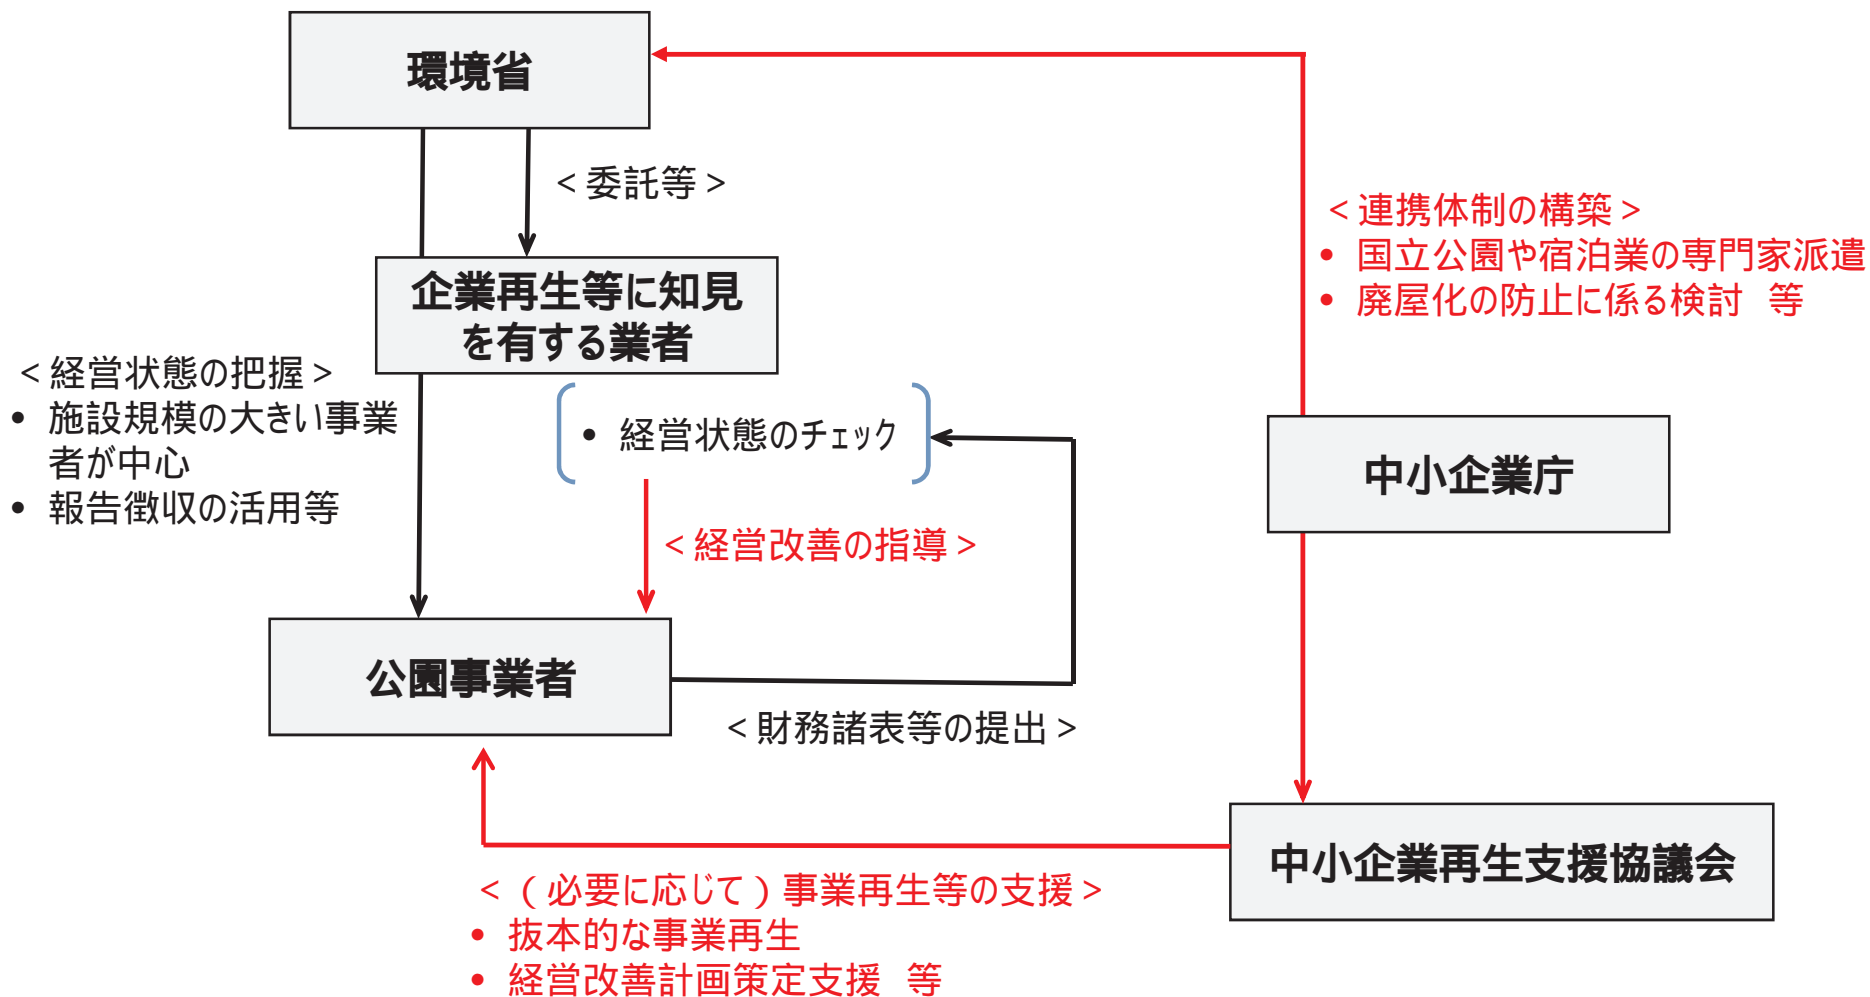 環境省
<委託等>
<連携体制の構築>
• 国立公園や宿泊業の専門家派遣
• 廃屋化の防止に係る検討 等
企業再生等に知見
を有する業者
<経営状態の把握>
• 施設規模の大きい事業
者が中心
• 報告徴収の活用等
• 経営状態のチェック
中小企業庁
<経営改善の指導>
公園事業者
<財務諸表等の提出>
中小企業再生支援協議会
<(必要に応じて)事業再生等の支援>
• 抜本的な事業再生
• 経営改善計画策定支援 等